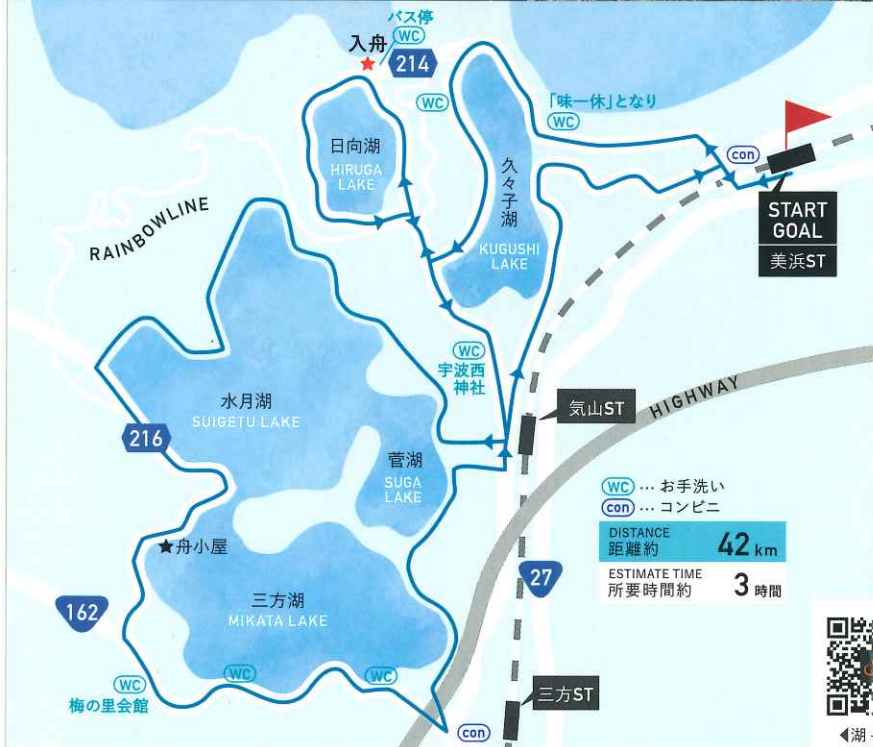 バス停
WC
入舟
214
WC
「味一休」となり
WC
con
日向湖
HIRUGA
LAKE
久々子湖
KUGUSHI
LAKE
START
GOAL
美浜ST
RAINBOWLINE
WC
宇波西
神社
水月湖
SUIGETU LAKE
気山ST
HIGHWAY
216
菅湖
SUGA
LAKE
WC … お手洗い
con … コンビニ
DISTANCE
距離約 42 km
ESTIMATE TIME
所要時間約 3 時間
★舟小屋
27
三方湖
MIKATA LAKE
162
WC
WC
WC
梅の里会館
三方ST
con
◀湖